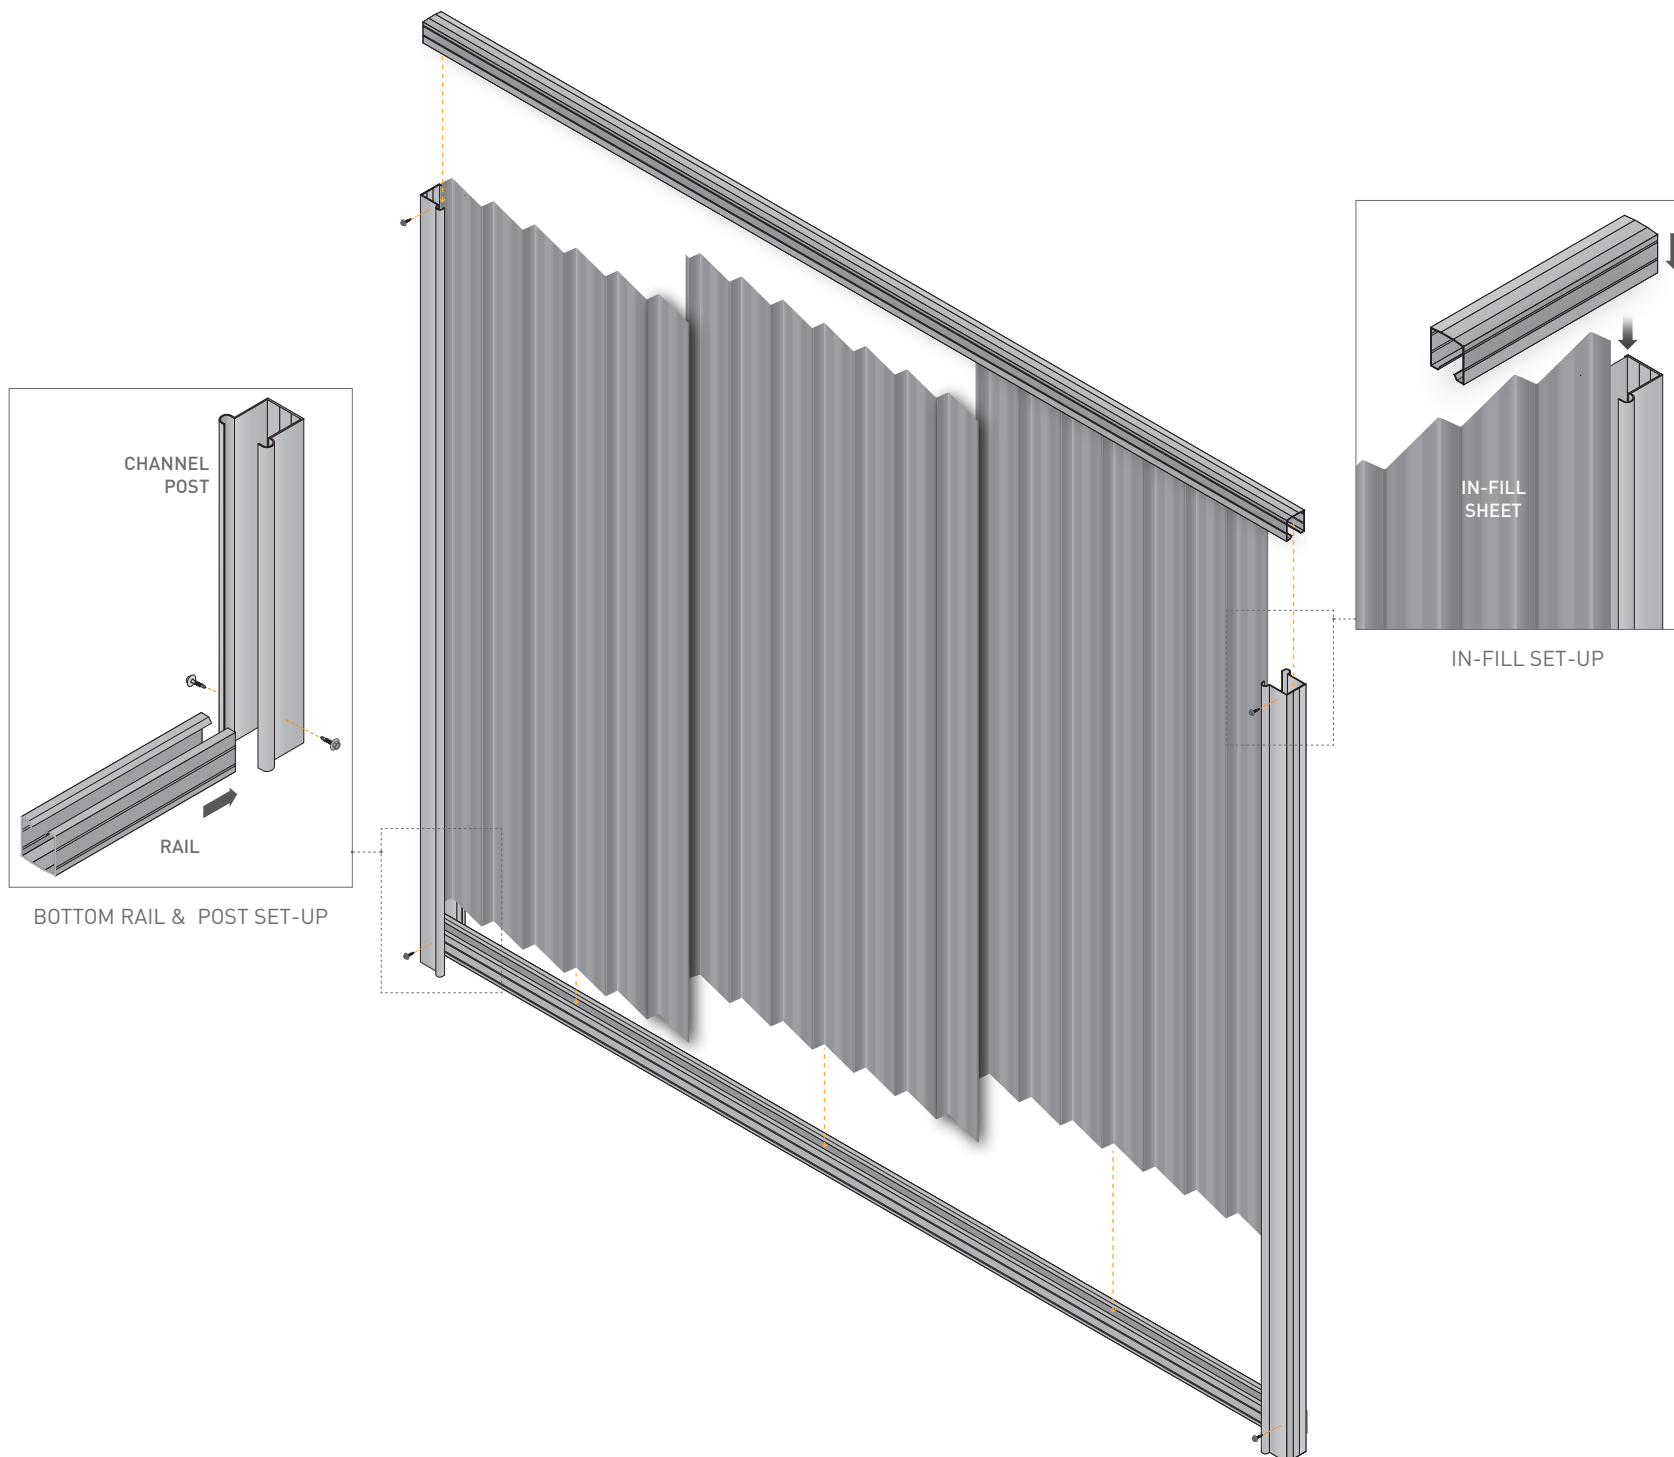 CHANNEL
POST
RAIL
BOTTOM RAIL & POST SET-UP
IN-FILL
SHEET
IN-FILL SET-UP